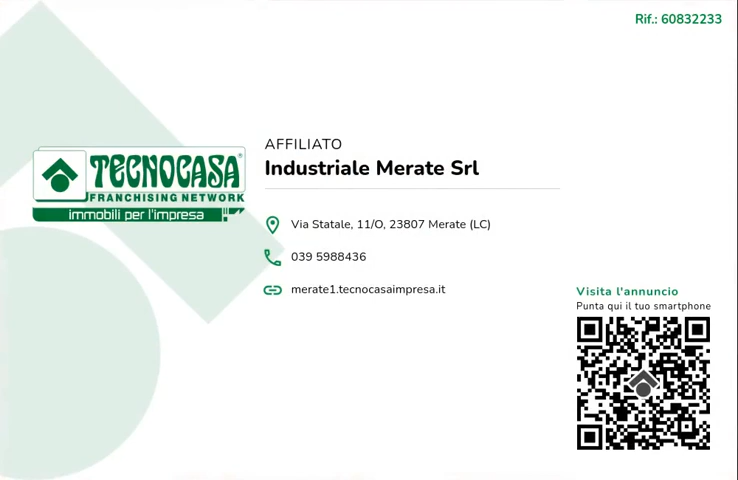 Rif.: 60832233
AFFILIATO
Industriale Merate Srl
TECNOCASA®
FRANCHISING NETWORK
immobili per l'impresa
Via Statale, 11/O, 23807 Merate (LC)
039 5988436
merate1.tecnocasaimpresa.it
Visita l'annuncio
Punta qui il tuo smartphone